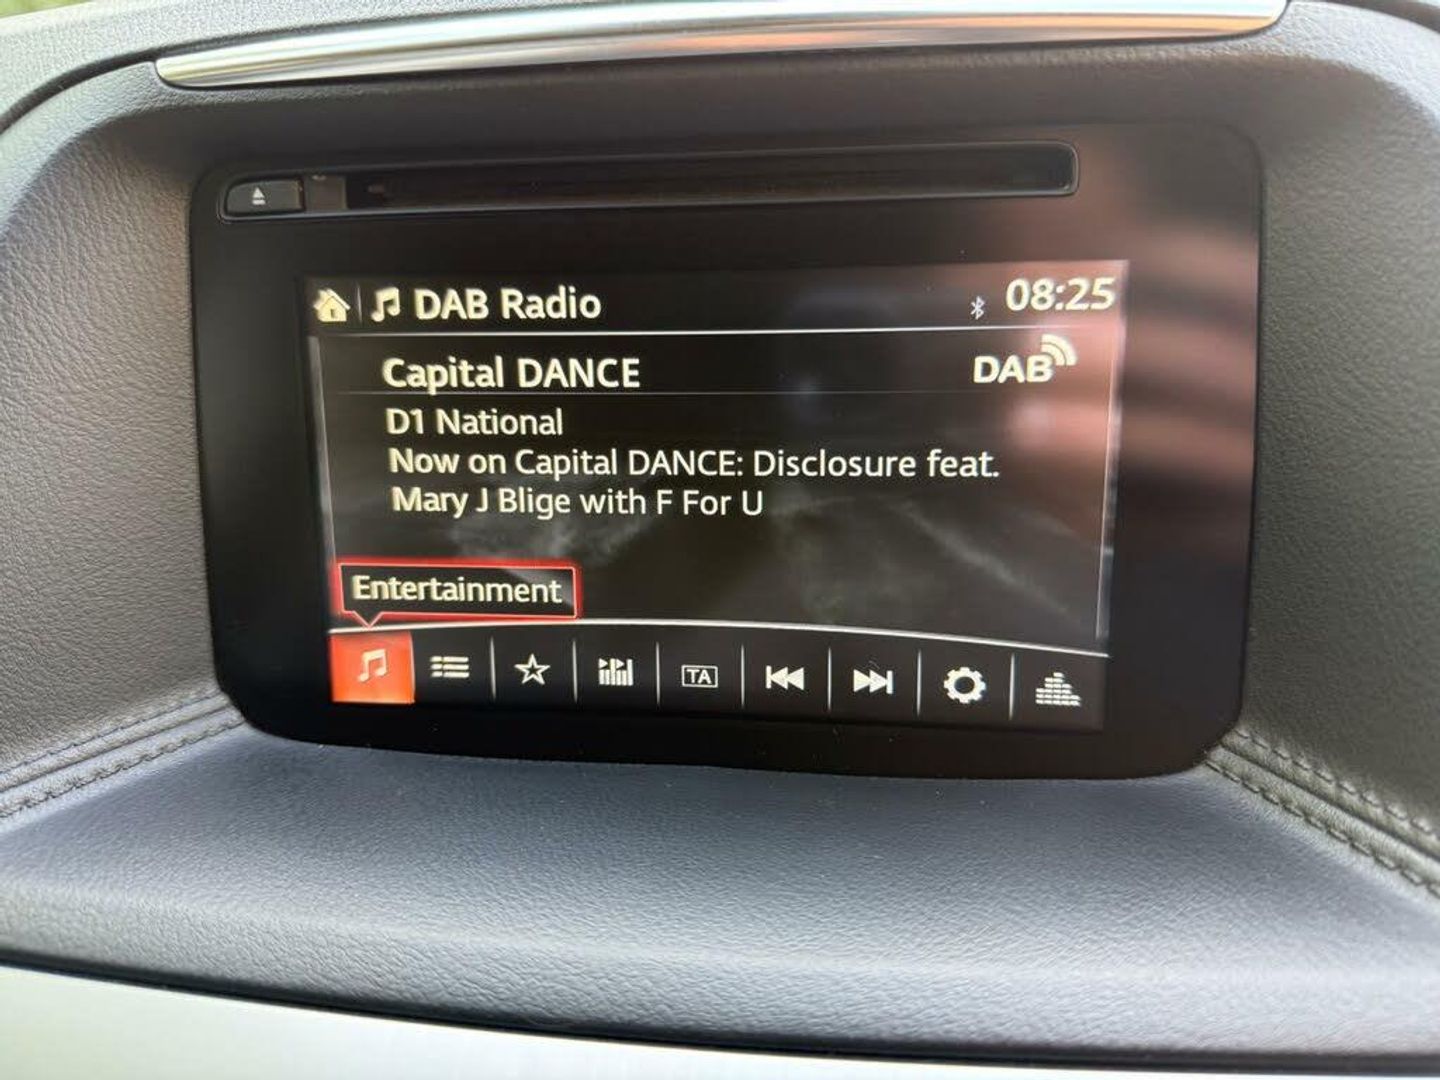 DAB Radio 08:25
Capital DANCE DAB
D1 National
Now on Capital DANCE: Disclosure feat.
Mary J Blige with F For U
Entertainment
TA